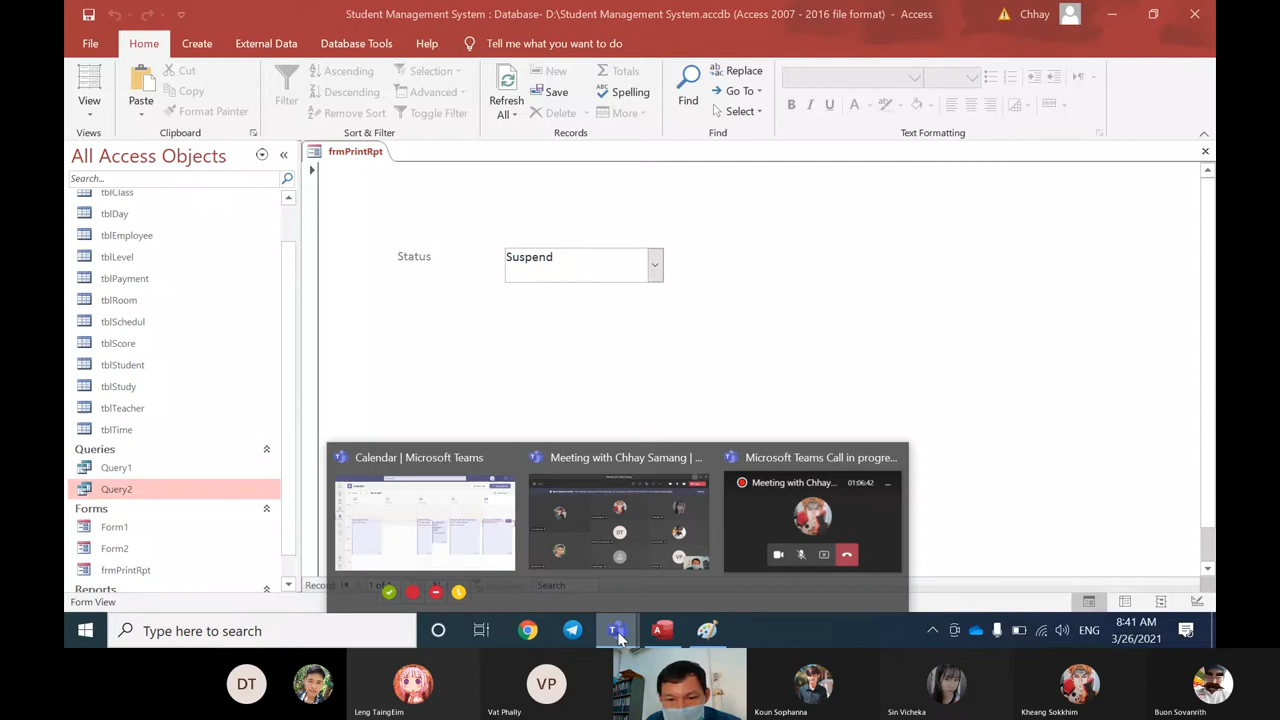 Student Management System : Database- D:\Student Management System.accdb (Access 2007 - 2016 file format) - Access
Chhay
File
Home
Create
External Data
Database Tools
Help
Tell me what you want to do
View
Views
Paste
Cut
Copy
Format Painter
Clipboard
Filter
Ascending
Descending
Remove Sort
Selection
Advanced
Toggle Filter
Sort & Filter
Refresh
All
New
Save
Delete
Totals
Spelling
More
Records
Find
Replace
Go To
Select
Find
B I U
Text Formatting
All Access Objects
Search...
tblClass
tblDay
tblEmployee
tblLevel
tblPayment
tblRoom
tblSchedul
tblScore
tblStudent
tblStudy
tblTeacher
tblTime
Queries
Query1
Query2
Forms
Form1
Form2
frmPrintRpt
Reports
frmPrintRpt
Status
Suspend
Calendar | Microsoft Teams
Meeting with Chhay Samang | ...
Microsoft Teams Call in progre...
Meeting with Chhay...
01:06:42
DT
VP
Record:
Search
Form View
Type here to search
ENG
8:41 AM
3/26/2021
DT
VP
Leng TaingEim
Vat Phally
Koun Sophanna
Sin Vicheka
Kheang Sokkhim
Buon Sovanrith